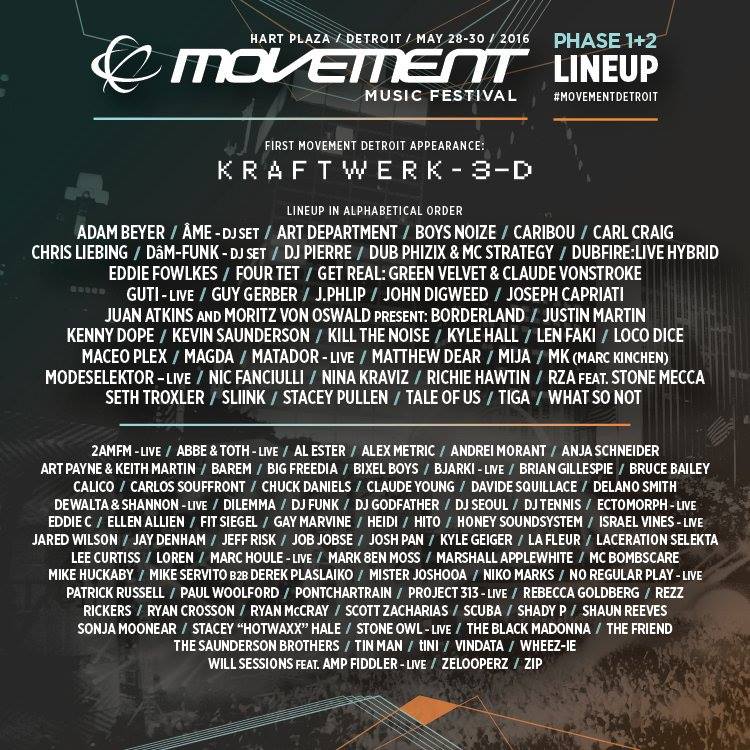 HART PLAZA / DETROIT / MAY 28-30 / 2016
MOVEMENT
MUSIC FESTIVAL
PHASE 1+2
LINEUP
#MOVEMENTDETROIT
FIRST MOVEMENT DETROIT APPEARANCE:
KRAFTWERK-3-D
LINEUP IN ALPHABETICAL ORDER
ADAM BEYER / ÂME - DJ SET / ART DEPARTMENT / BOYS NOIZE / CARIBOU / CARL CRAIG
CHRIS LIEBING / DâM-FUNK - DJ SET / DJ PIERRE / DUB PHIZIX & MC STRATEGY / DUBFIRE:LIVE HYBRID
EDDIE FOWLKES / FOUR TET / GET REAL: GREEN VELVET & CLAUDE VONSTROKE
GUTI - LIVE / GUY GERBER / J.PHLIP / JOHN DIGWEED / JOSEPH CAPRIATI
JUAN ATKINS AND MORITZ VON OSWALD PRESENT: BORDERLAND / JUSTIN MARTIN
KENNY DOPE / KEVIN SAUNDERSON / KILL THE NOISE / KYLE HALL / LEN FAKI / LOCO DICE
MACEO PLEX / MAGDA / MATADOR - LIVE / MATTHEW DEAR / MIJA / MK (MARC KINCHEN)
MODESELEKTOR - LIVE / NIC FANCIULLI / NINA KRAVIZ / RICHIE HAWTIN / RZA FEAT. STONE MECCA
SETH TROXLER / SLIINK / STACEY PULLEN / TALE OF US / TIGA / WHAT SO NOT
2AMFM - LIVE / ABBE & TOTH - LIVE / AL ESTER / ALEX METRIC / ANDREI MORANT / ANJA SCHNEIDER
ART PAYNE & KEITH MARTIN / BAREM / BIG FREEDIA / BIXEL BOYS / BJARKI - LIVE / BRIAN GILLESPIE / BRUCE BAILEY
CALICO / CARLOS SOUFFRONT / CHUCK DANIELS / CLAUDE YOUNG / DAVIDE SQUILLACE / DELANO SMITH
DEWALTA & SHANNON - LIVE / DILEMMA / DJ FUNK / DJ GODFATHER / DJ SEOUL / DJ TENNIS / ECTOMORPH - LIVE
EDDIE C / ELLEN ALLIEN / FIT SIEGEL / GAY MARVINE / HEIDI / HITO / HONEY SOUNDSYSTEM / ISRAEL VINES - LIVE
JARED WILSON / JAY DENHAM / JEFF RISK / JOB JOBSE / JOSH PAN / KYLE GEIGER / LA FLEUR / LACERATION SELEKTA
LEE CURTISS / LOREN / MARC HOULE - LIVE / MARK 8EN MOSS / MARSHALL APPLEWHITE / MC BOMBSCARE
MIKE HUCKABY / MIKE SERVITO B2B DEREK PLASLAIKO / MISTER JOSHOOA / NIKO MARKS / NO REGULAR PLAY - LIVE
PATRICK RUSSELL / PAUL WOOLFORD / PONTCHARTRAIN / PROJECT 313 - LIVE / REBECCA GOLDBERG / REZZ
RICKERS / RYAN CROSSON / RYAN McCRAY / SCOTT ZACHARIAS / SCUBA / SHADY P / SHAUN REEVES
SONJA MOONEAR / STACEY "HOTWAXX" HALE / STONE OWL - LIVE / THE BLACK MADONNA / THE FRIEND
THE SAUNDERSON BROTHERS / TIN MAN / tINI / VINDATA / WHEEZ-IE
WILL SESSIONS FEAT. AMP FIDDLER - LIVE / ZELOOPERZ / ZIP